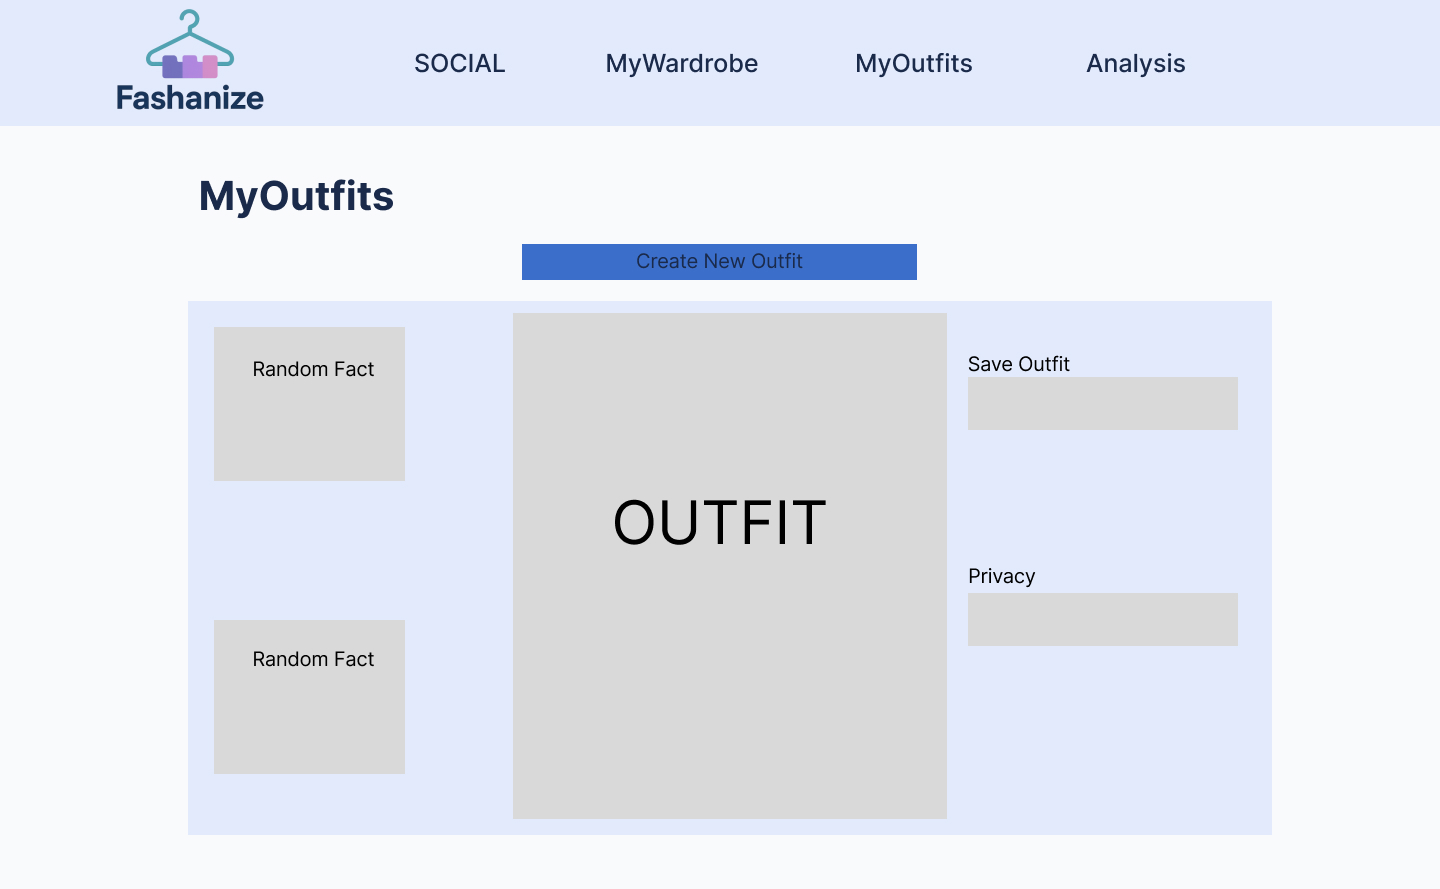 Fashanize
SOCIAL
MyWardrobe
MyOutfits
Analysis
MyOutfits
Create New Outfit
Random Fact
Random Fact
OUTFIT
Save Outfit
Privacy